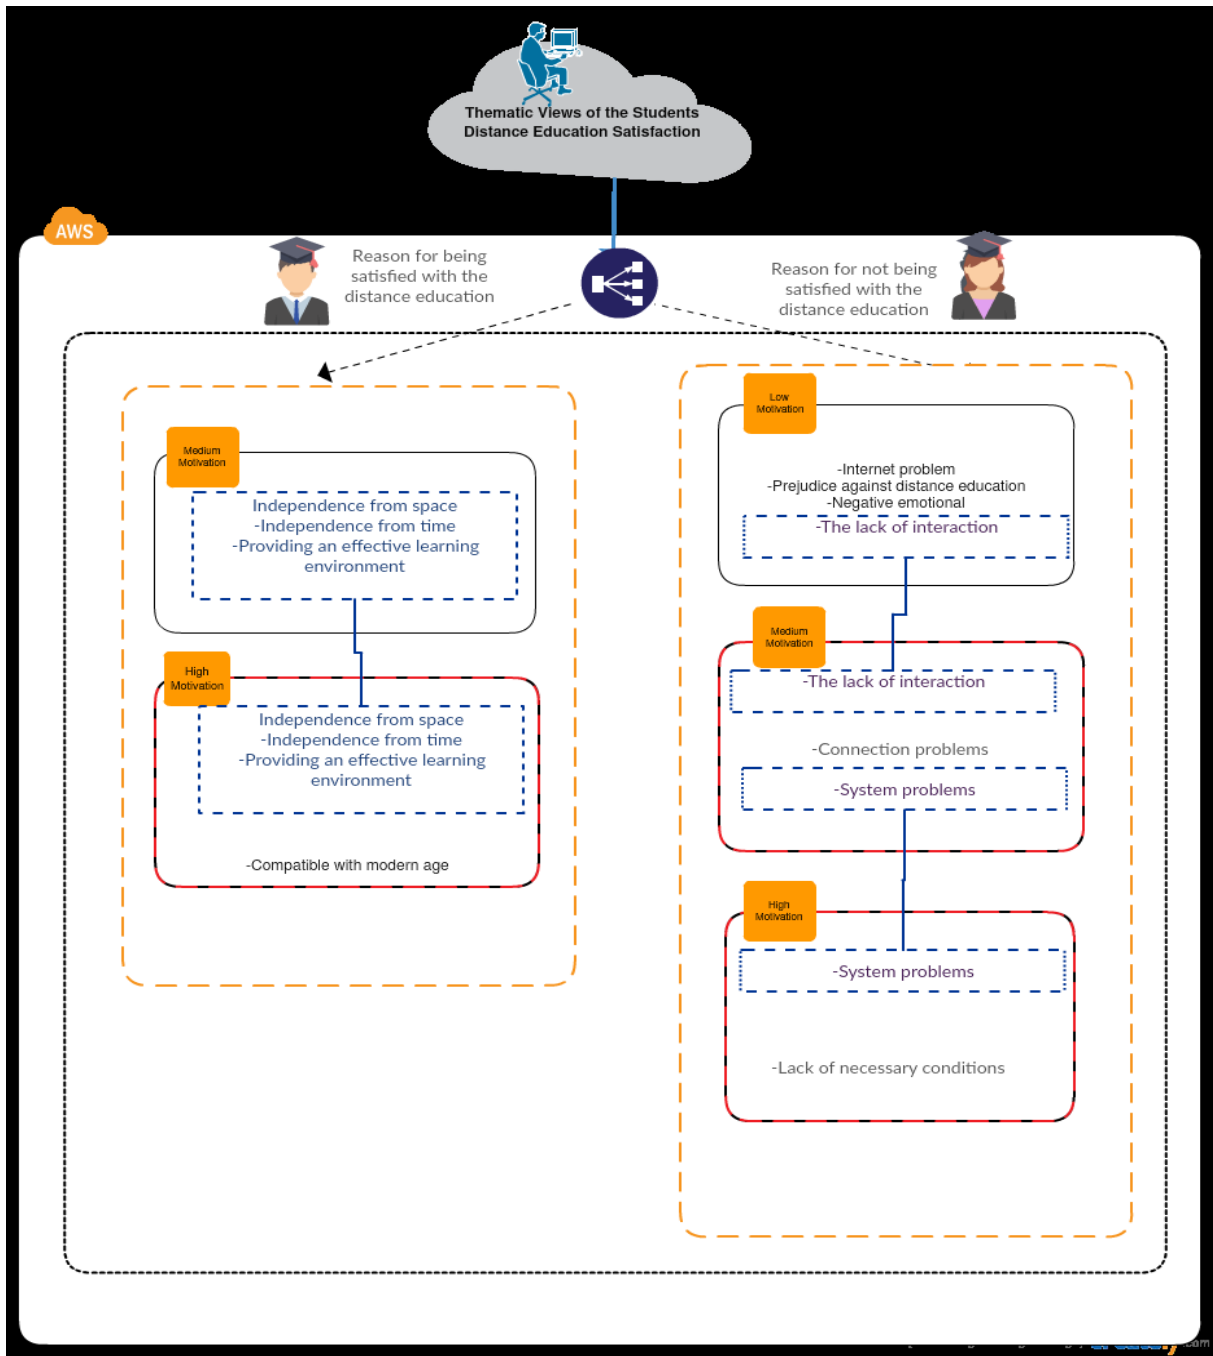 Thematic Views of the Students
Distance Education Satisfaction
AWS
Reason for being
satisfied with the
distance education
Reason for not being
satisfied with the
distance education
Medium
Motivation
Independence from space
-Independence from time
-Providing an effective learning
environment
High
Motivation
Independence from space
-Independence from time
-Providing an effective learning
environment
-Compatible with modern age
Low
Motivation
-Internet problem
-Prejudice against distance education
-Negative emotional
-The lack of interaction
Medium
Motivation
-The lack of interaction
-Connection problems
-System problems
High
Motivation
-System problems
-Lack of necessary conditions
.com